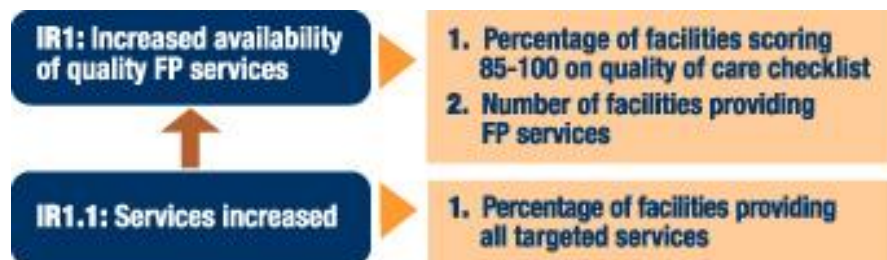 IR1: Increased availability
of quality FP services
1. Percentage of facilities scoring
85-100 on quality of care checklist
2. Number of facilities providing
FP services
IR1.1: Services increased
1. Percentage of facilities providing
all targeted services